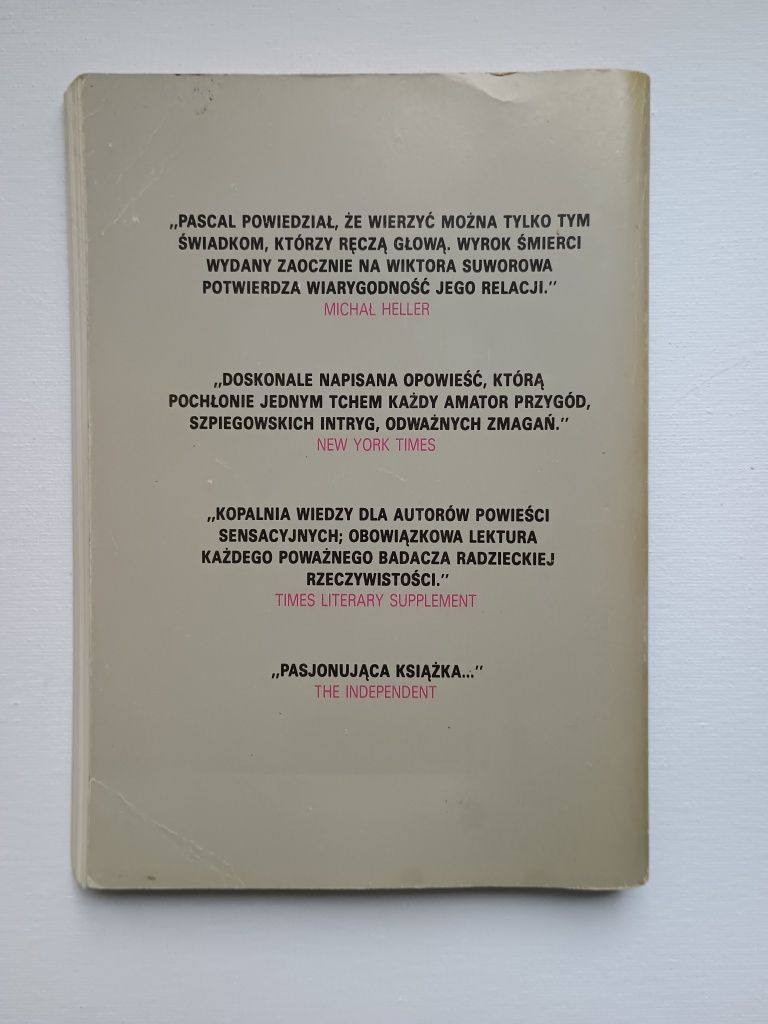 „PASCAL POWIEDZIAŁ, ŻE WIERZYĆ MOŻNA TYLKO TYM
ŚWIADKOM, KTÓRZY RĘCZĄ GŁOWĄ. WYROK ŚMIERCI
WYDANY ZAOCZNIE NA WIKTORA SUWOROWA
POTWIERDZA WIARYGODNOŚĆ JEGO RELACJI.”
MICHAŁ HELLER
„DOSKONALE NAPISANA OPOWIEŚĆ, KTÓRĄ
POCHŁONIE JEDNYM TCHEM KAŻDY AMATOR PRZYGÓD,
SZPIEGOWSKICH INTRYG, ODWAŻNYCH ZMAGAŃ.”
NEW YORK TIMES
„KOPALNIA WIEDZY DLA AUTORÓW POWIEŚCI
SENSACYJNYCH; OBOWIĄZKOWA LEKTURA
KAŻDEGO POWAŻNEGO BADACZA RADZIECKIEJ
RZECZYWISTOŚCI.”
TIMES LITERARY SUPPLEMENT
„PASJONUJĄCA KSIĄŻKA...”
THE INDEPENDENT